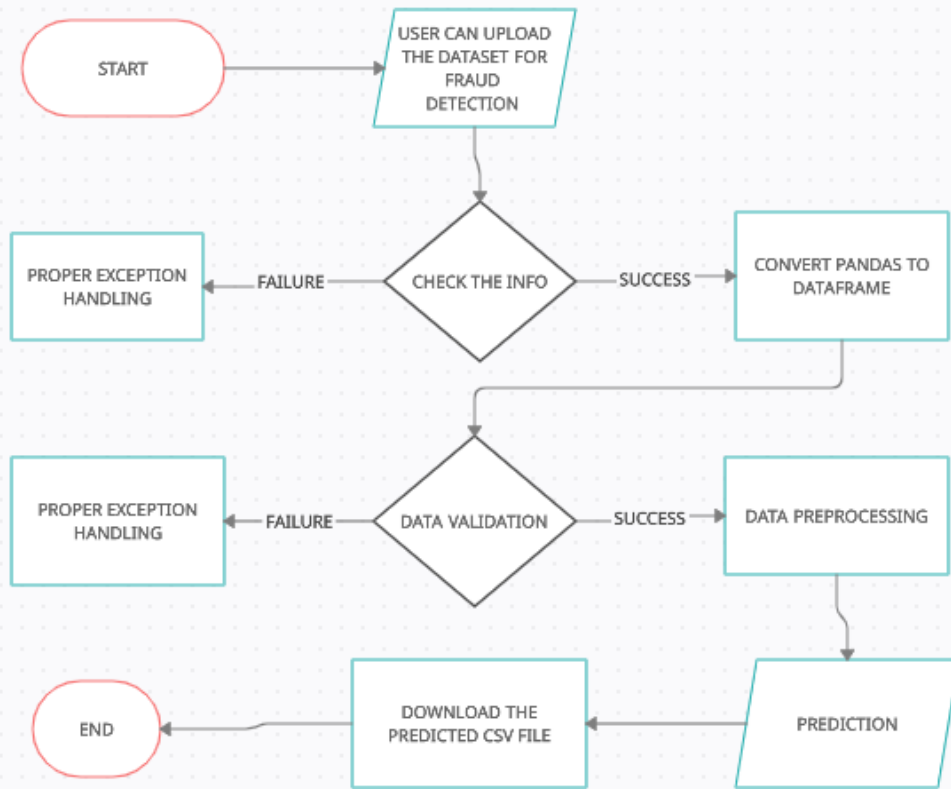 START
USER CAN UPLOAD
THE DATASET FOR
FRAUD
DETECTION
PROPER EXCEPTION
HANDLING
FAILURE
CHECK THE INFO
SUCCESS
CONVERT PANDAS TO
DATAFRAME
PROPER EXCEPTION
HANDLING
FAILURE
DATA VALIDATION
SUCCESS
DATA PREPROCESSING
END
DOWNLOAD THE
PREDICTED CSV FILE
PREDICTION